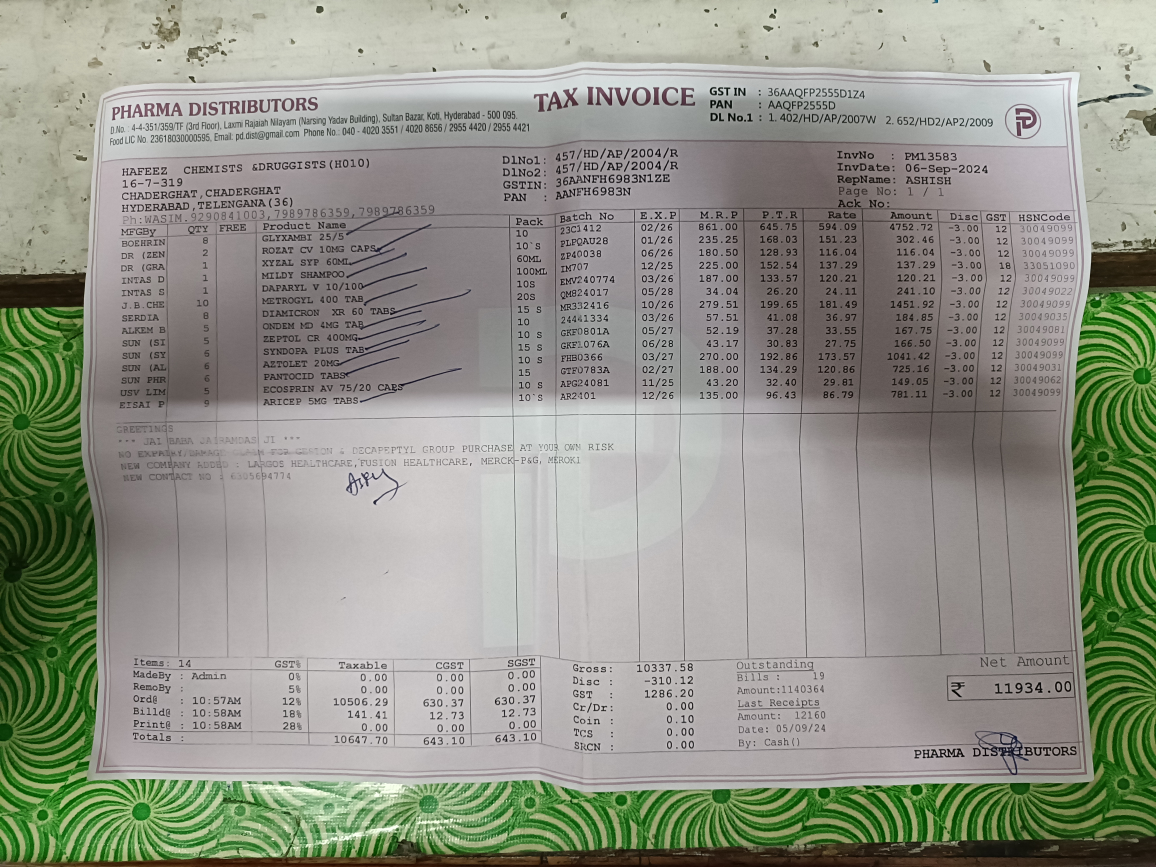 PHARMA DISTRIBUTORS
D.No. : 4-4-351/359/TF (3rd Floor), Laxmi Rajaiah Nilayam (Narsing Yadav Building), Sultan Bazar, Koti, Hyderabad - 500 095.
Food LIC No. 23618030000595, Email: pd.dist@gmail.com Phone No.: 040 - 4020 3551 / 4020 8656 / 2955 4420 / 2955 4421
TAX INVOICE
GST IN : 36AAQFP2555D1Z4
PAN : AAQFP2555D
DL No.1 : 1. 402/HD/AP/2007W 2. 652/HD2/AP2/2009
HAFEEZ CHEMISTS &DRUGGISTS(H010)
16-7-319
CHADERGHAT,CHADERGHAT
HYDERABAD,TELENGANA(36)
Ph:WASIM.9290841003,7989786359,7989786359
DlNo1: 457/HD/AP/2004/R
DlNo2: 457/HD/AP/2004/R
GSTIN: 36AANFH6983N1ZE
PAN : AANFH6983N
InvNo : PM13583
InvDate: 06-Sep-2024
RepName: ASHISH
Page No: 1 / 1
Ack No:
MFGBy QTY FREE Product Name Pack Batch No E.X.P M.R.P P.T.R Rate Amount Disc GST HSNCode
BOEHRIN 8 GLYXAMBI 25/5 10 23C1412 02/26 861.00 645.75 594.09 4752.72 -3.00 12 30049099
DR (ZEN 2 ROZAT CV 10MG CAPS 10`S PLPQAU28 01/26 235.25 168.03 151.23 302.46 -3.00 12 30049099
DR (GRA 1 XYZAL SYP 60ML 60ML ZP40038 06/26 180.50 128.93 116.04 116.04 -3.00 12 30049099
INTAS D 1 MILDY SHAMPOO 100ML IM707 12/25 225.00 152.54 137.29 137.29 -3.00 18 33051090
INTAS S 1 DAPARYL V 10/100 10S EMV240774 03/26 187.00 133.57 120.21 120.21 -3.00 12 30049099
J.B.CHE 10 METROGYL 400 TAB 20S QM824017 05/28 34.04 26.20 24.11 241.10 -3.00 12 30049022
SERDIA 8 DIAMICRON XR 60 TABS 15 S MR332416 10/26 279.51 199.65 181.49 1451.92 -3.00 12 30049099
ALKEM B 5 ONDEM MD 4MG TAB 10 24441334 03/26 57.51 41.08 36.97 184.85 -3.00 12 30049035
SUN (SI 5 ZEPTOL CR 400MG 10 S GKF0801A 05/27 52.19 37.28 33.55 167.75 -3.00 12 30049081
SUN (SY 6 SYNDOPA PLUS TAB 15 S GKF1076A 06/28 43.17 30.83 27.75 166.50 -3.00 12 30049099
SUN (AL 6 AZTOLET 20MG 10 S FHB0366 03/27 270.00 192.86 173.57 1041.42 -3.00 12 30049099
SUN PHR 6 PANTOCID TABS 15 GTF0783A 02/27 188.00 134.29 120.86 725.16 -3.00 12 30049031
USV LIM 5 ECOSPRIN AV 75/20 CAPS 10 S APG24081 11/25 43.20 32.40 29.81 149.05 -3.00 12 30049062
EISAI P 9 ARICEP 5MG TABS 10`S AR2401 12/26 135.00 96.43 86.79 781.11 -3.00 12 30049099
GREETINGS
*** JAI BABA JAIRAMDAS JI ***
NO EXPAIRY/DAMAGE CLAIM FOR GESION & DECAPEPTYL GROUP PURCHASE AT YOUR OWN RISK
NEW COMPANY ADDED : LARGOS HEALTHCARE,FUSION HEALTHCARE, MERCK-P&G, MEROKI
NEW CONTACT NO : 6305694774
Items: 14 GST% Taxable CGST SGST
MadeBy : Admin 0% 0.00 0.00 0.00
RemoBy : 5% 0.00 0.00 0.00
Ord@ : 10:57AM 12% 10506.29 630.37 630.37
Billd@ : 10:58AM 18% 141.41 12.73 12.73
Print@ : 10:58AM 28% 0.00 0.00 0.00
Totals : 10647.70 643.10 643.10
Gross: 10337.58
Disc : -310.12
GST : 1286.20
Cr/Dr: 0.00
Coin : 0.10
TCS : 0.00
SRCN : 0.00
Outstanding
Bills : 19
Amount:1140364
Last Receipts
Amount: 12160
Date: 05/09/24
By: Cash()
Net Amount
₹ 11934.00
PHARMA DISTRIBUTORS